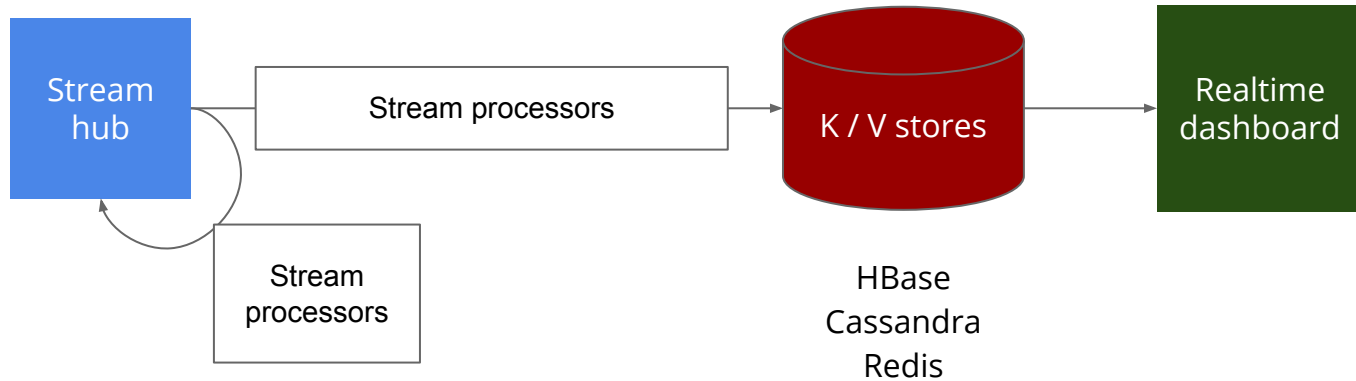 Stream
hub
Stream processors
K / V stores
Realtime
dashboard
Stream
processors
HBase
Cassandra
Redis